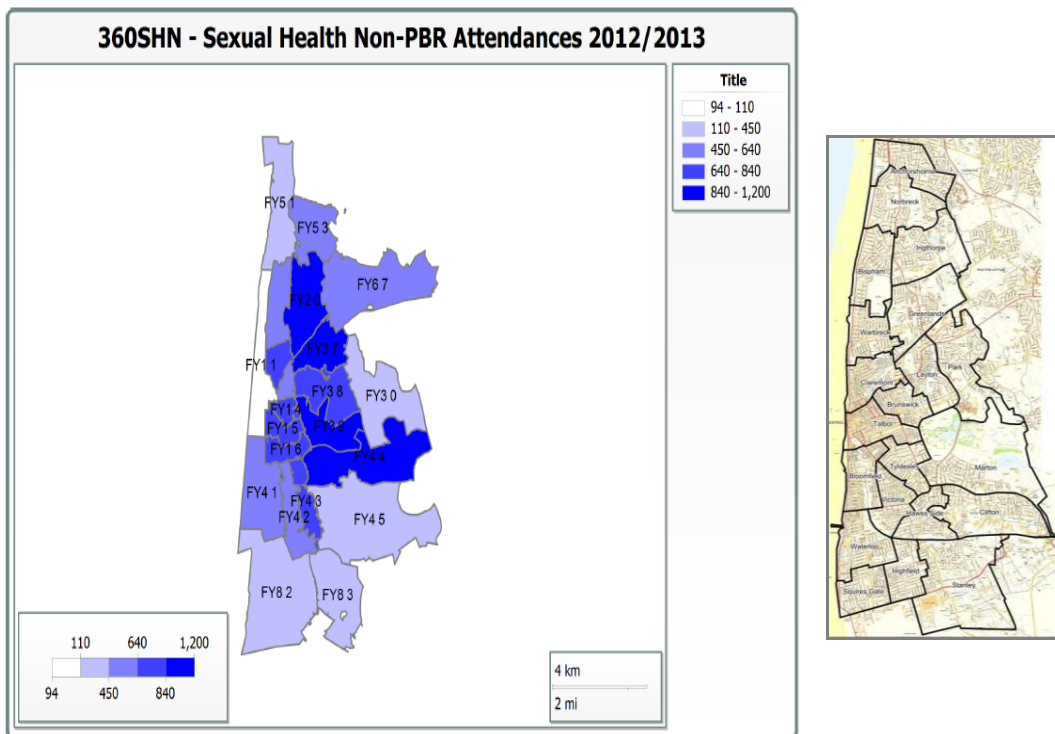 360SHN - Sexual Health Non-PBR Attendances 2012/2013
Title
94 - 110
110 - 450
450 - 640
640 - 840
840 - 1,200
FY5 1
FY5 3
FY6 7
FY2 0
FY3 7
FY1 1
FY3 8
FY3 0
FY1 4
FY1 5
FY3 9
FY1 6
FY4 4
FY4 1
FY4 3
FY4 2
FY4 5
FY8 2
FY8 3
110 640 1,200
94 450 840
4 km
2 mi
Anchorsholme
Norbreck
Ingthorpe
Bispham
Greenlands
Warbreck
Park
Layton
Claremont
Brunswick
Talbot
Marton
Tyldesley
Bloomfield
Victoria
Hawes Side
Clifton
Waterloo
Highfield
Stanley
Squires Gate